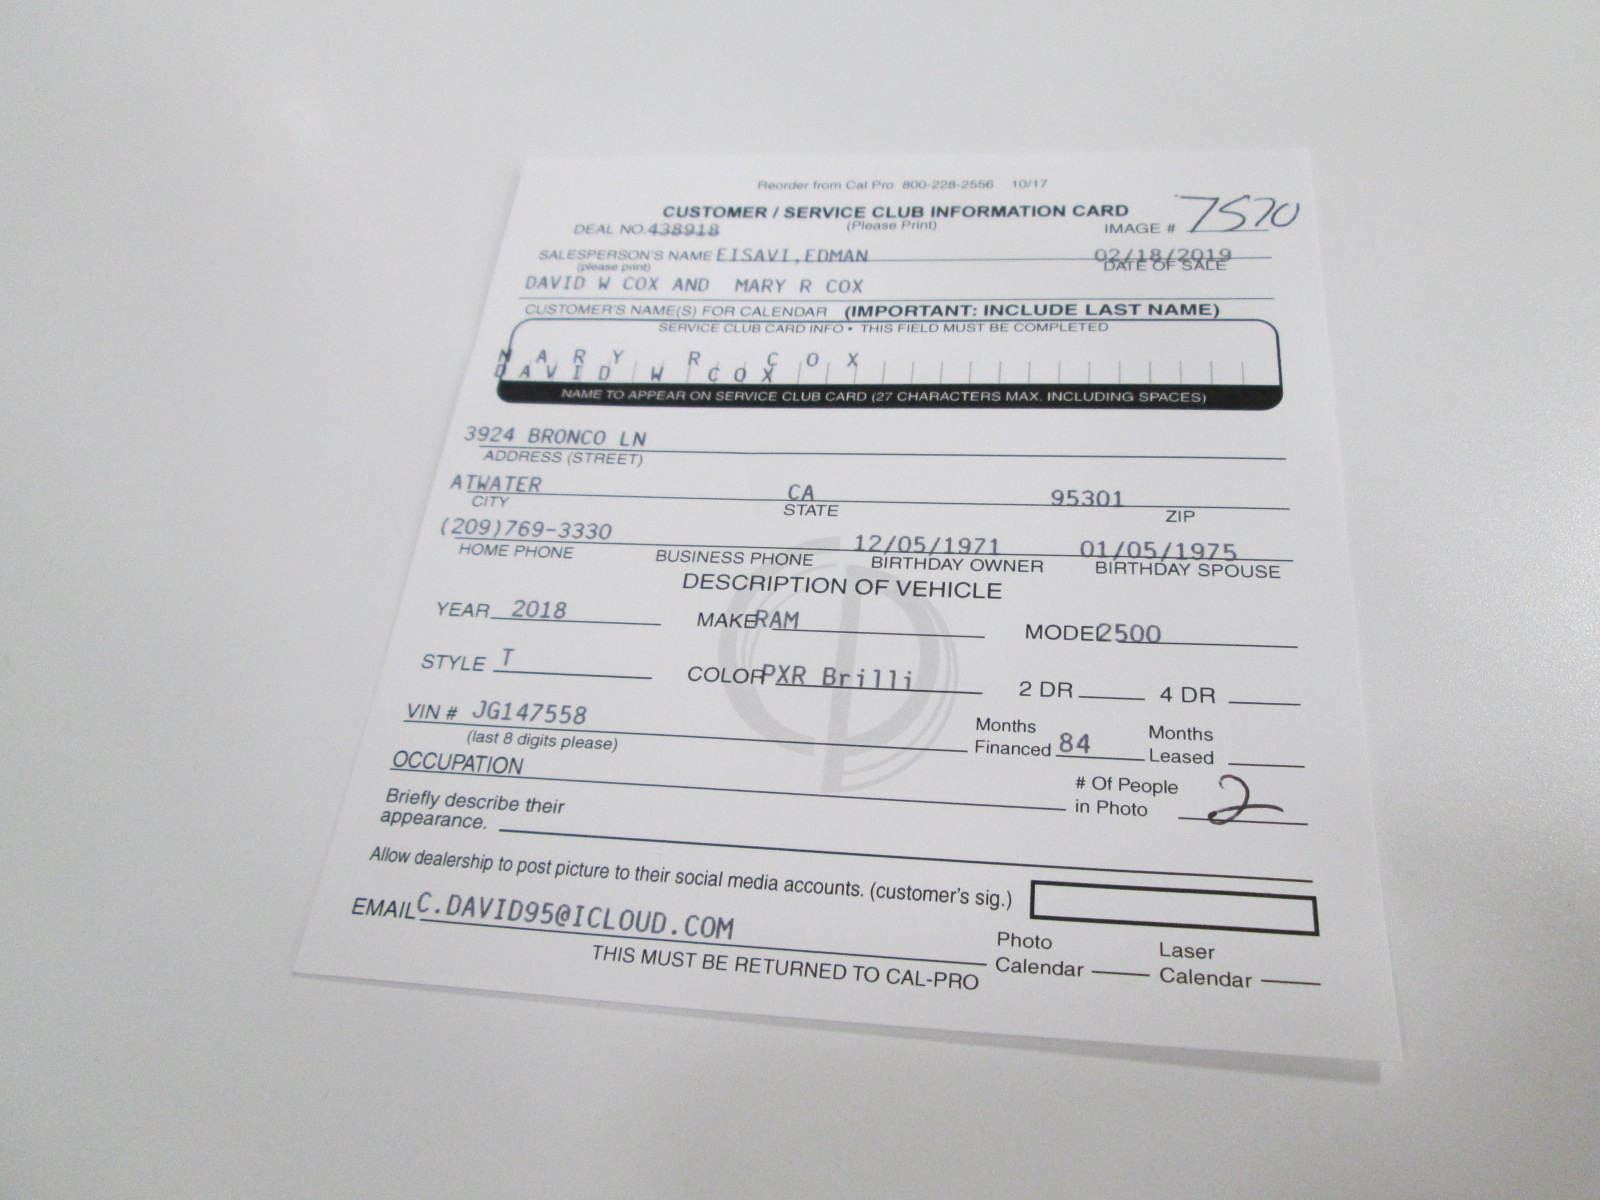 Reorder from Cal Pro 800-228-2556 10/17
CUSTOMER / SERVICE CLUB INFORMATION CARD
(Please Print)
DEAL NO. 438918 IMAGE # 7570
SALESPERSON'S NAME EISAVI,EDMAN 02/18/2019
(please print) DATE OF SALE
DAVID W COX AND MARY R COX
CUSTOMER'S NAME(S) FOR CALENDAR (IMPORTANT: INCLUDE LAST NAME)
SERVICE CLUB CARD INFO • THIS FIELD MUST BE COMPLETED
MARY R COX
DAVID W COX
NAME TO APPEAR ON SERVICE CLUB CARD (27 CHARACTERS MAX. INCLUDING SPACES)
3924 BRONCO LN
ADDRESS (STREET)
ATWATER CA 95301
CITY STATE ZIP
(209)769-3330 12/05/1971 01/05/1975
HOME PHONE BUSINESS PHONE BIRTHDAY OWNER BIRTHDAY SPOUSE
DESCRIPTION OF VEHICLE
YEAR 2018 MAKE RAM MODEL 2500
STYLE T COLOR PXR Brilli 2 DR 4 DR
VIN # JG147558 Months Financed 84 Months Leased
(last 8 digits please)
OCCUPATION # Of People in Photo 2
Briefly describe their
appearance.
Allow dealership to post picture to their social media accounts. (customer's sig.)
EMAIL C.DAVID95@ICLOUD.COM Photo Calendar Laser Calendar
THIS MUST BE RETURNED TO CAL-PRO